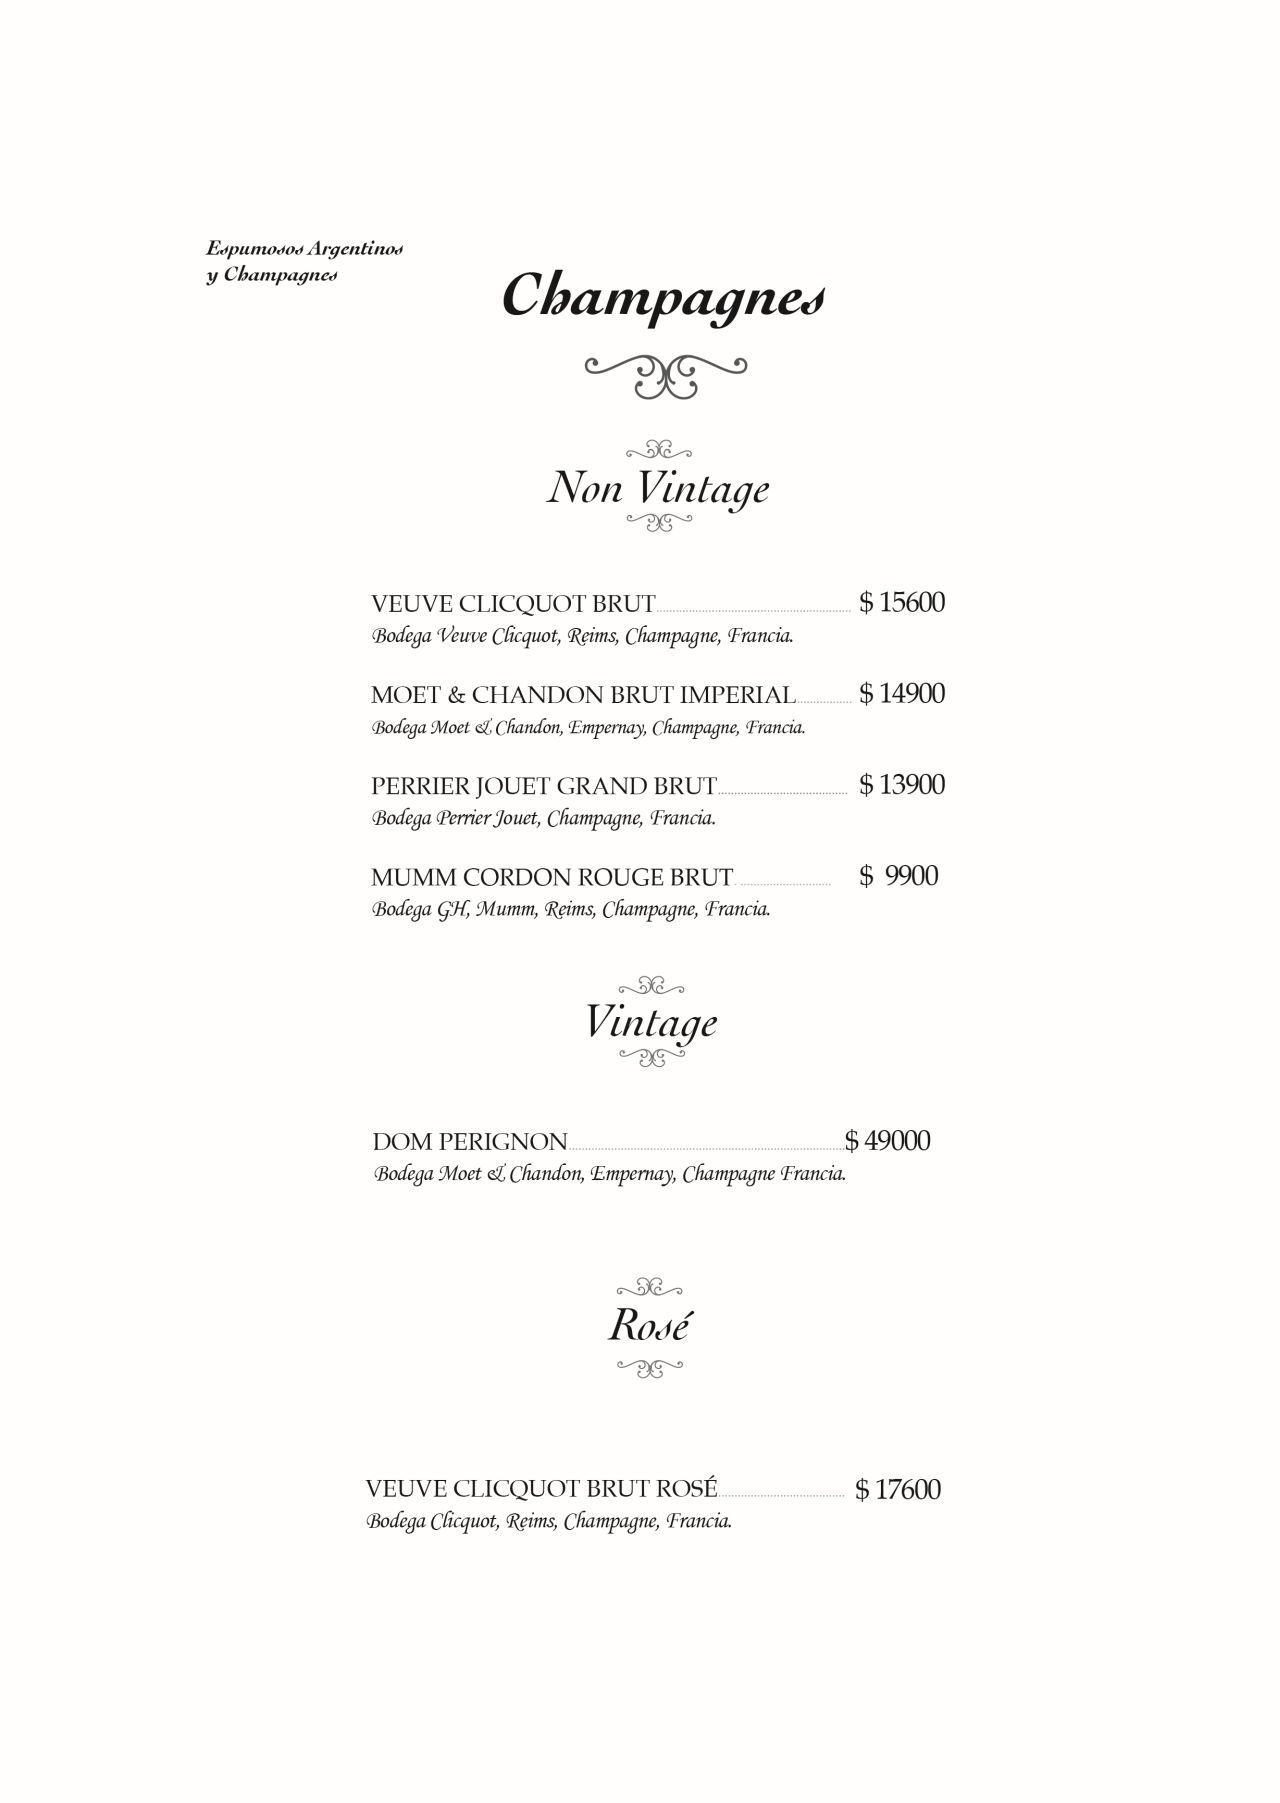 Espumosos Argentinos
y Champagnes
Champagnes
Non Vintage
VEUVE CLICQUOT BRUT $ 15600
Bodega Veuve Clicquot, Reims, Champagne, Francia.
MOET & CHANDON BRUT IMPERIAL $ 14900
Bodega Moet & Chandon, Empernay, Champagne, Francia.
PERRIER JOUET GRAND BRUT $ 13900
Bodega Perrier Jouet, Champagne, Francia.
MUMM CORDON ROUGE BRUT $ 9900
Bodega GH, Mumm, Reims, Champagne, Francia.
Vintage
DOM PERIGNON $ 49000
Bodega Moet & Chandon, Empernay, Champagne Francia.
Rosé
VEUVE CLICQUOT BRUT ROSÉ $ 17600
Bodega Clicquot, Reims, Champagne, Francia.